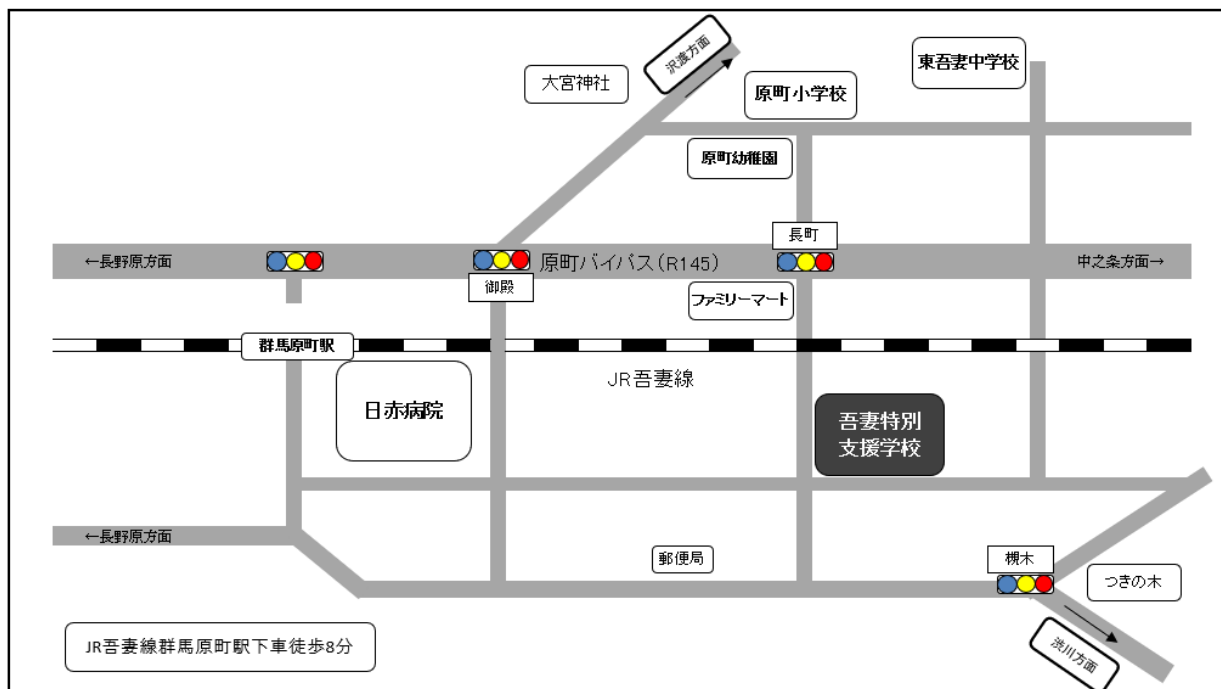 沢渡方面
東吾妻中学校
大宮神社
原町小学校
原町幼稚園
長町
←長野原方面
原町バイパス(R145)
中之条方面→
御殿
ファミリーマート
群馬原町駅
JR吾妻線
日赤病院
吾妻特別
支援学校
←長野原方面
郵便局
槻木
つきの木
JR吾妻線群馬原町駅下車徒歩8分
渋川方面